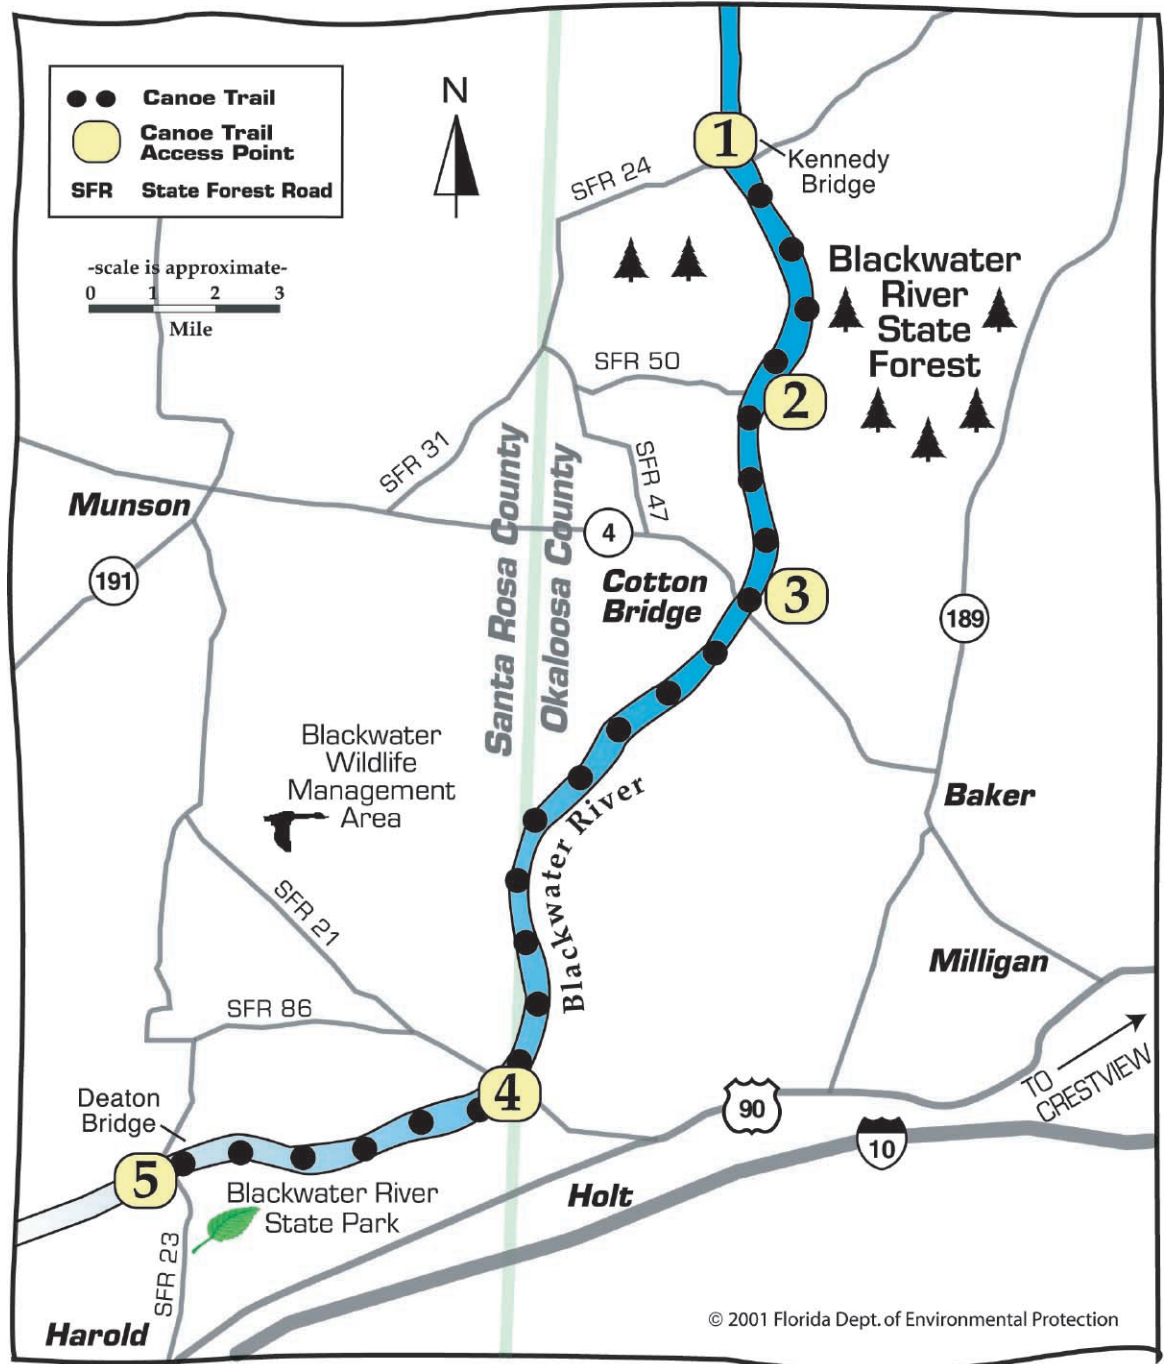 Canoe Trail
Canoe Trail
Access Point
SFR State Forest Road
-scale is approximate-
0 1 2 3
Mile
N
1
Kennedy
Bridge
SFR 24
Blackwater
River
State
Forest
SFR 50
2
SFR 31
SFR 47
Santa Rosa County
Okaloosa County
Munson
4
191
Cotton
Bridge
3
189
Blackwater
Wildlife
Management
Area
Blackwater River
Baker
SFR 21
Milligan
SFR 86
TO
CRESTVIEW
Deaton
Bridge
4
90
10
5
Blackwater River
State Park
Holt
SFR 23
Harold
© 2001 Florida Dept. of Environmental Protection